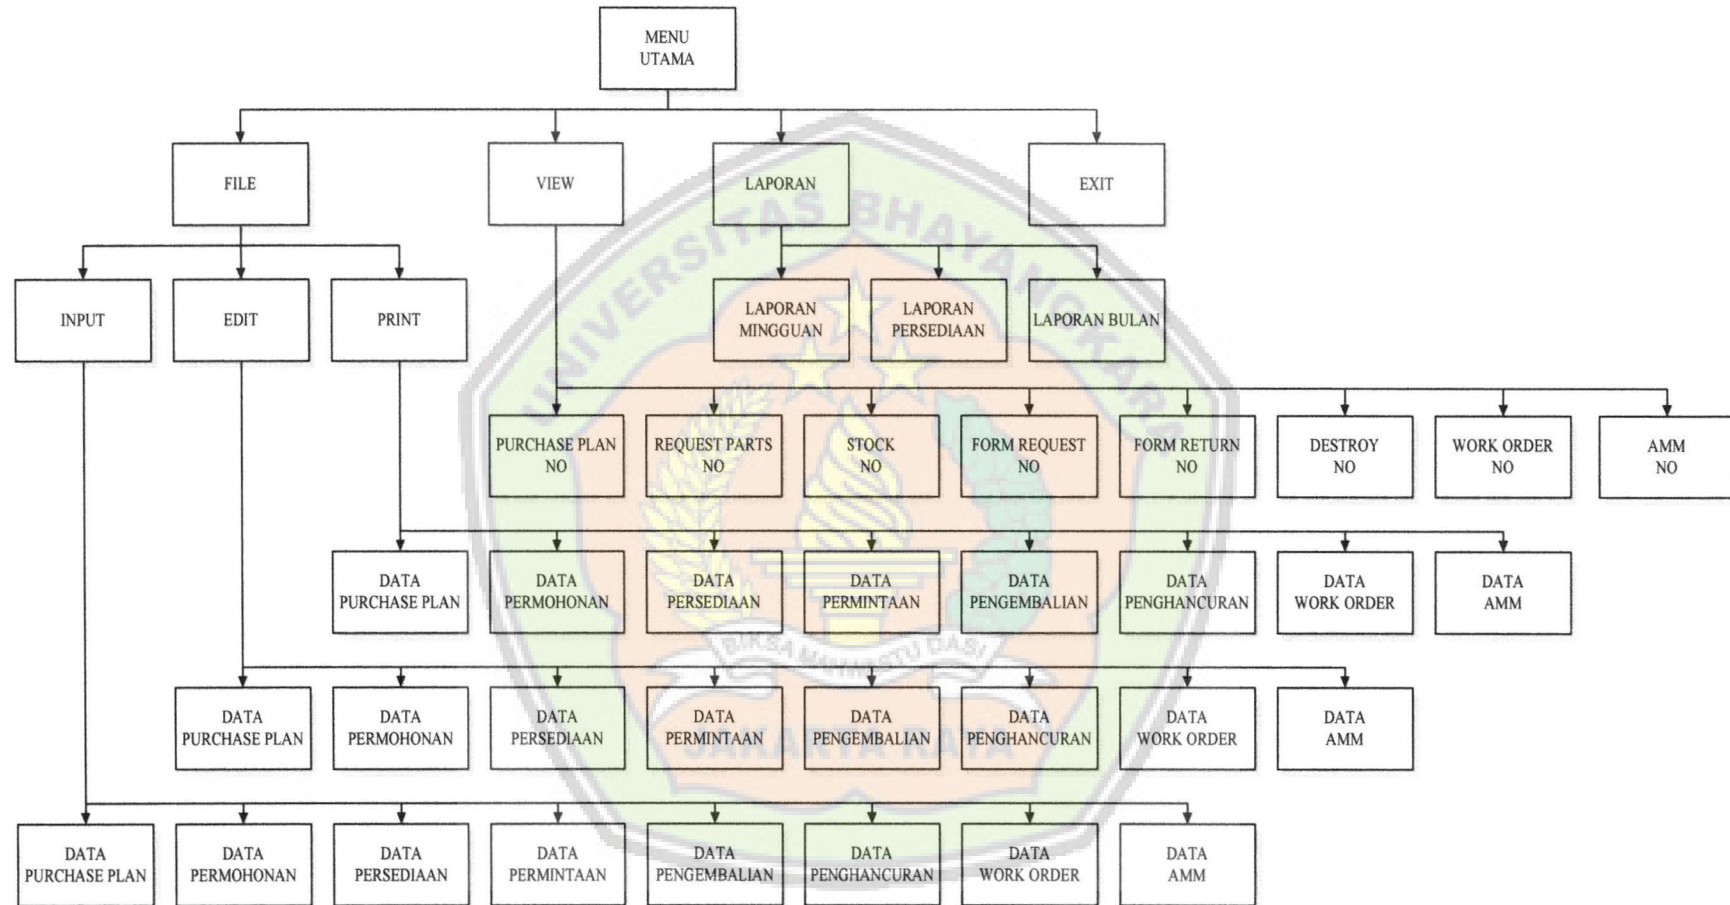 MENU
UTAMA
FILE
VIEW
LAPORAN
EXIT
INPUT
EDIT
PRINT
LAPORAN
MINGGUAN
LAPORAN
PERSEDIAAN
LAPORAN BULAN
PURCHASE PLAN
NO
REQUEST PARTS
NO
STOCK
NO
FORM REQUEST
NO
FORM RETURN
NO
DESTROY
NO
WORK ORDER
NO
AMM
NO
DATA
PURCHASE PLAN
DATA
PERMOHONAN
DATA
PERSEDIAAN
DATA
PERMINTAAN
DATA
PENGEMBALIAN
DATA
PENGHANCURAN
DATA
WORK ORDER
DATA
AMM
DATA
PURCHASE PLAN
DATA
PERMOHONAN
DATA
PERSEDIAAN
DATA
PERMINTAAN
DATA
PENGEMBALIAN
DATA
PENGHANCURAN
DATA
WORK ORDER
DATA
AMM
DATA
PURCHASE PLAN
DATA
PERMOHONAN
DATA
PERSEDIAAN
DATA
PERMINTAAN
DATA
PENGEMBALIAN
DATA
PENGHANCURAN
DATA
WORK ORDER
DATA
AMM
UNIVERSITAS BHAYANGKARA
JAKARTA RAYA